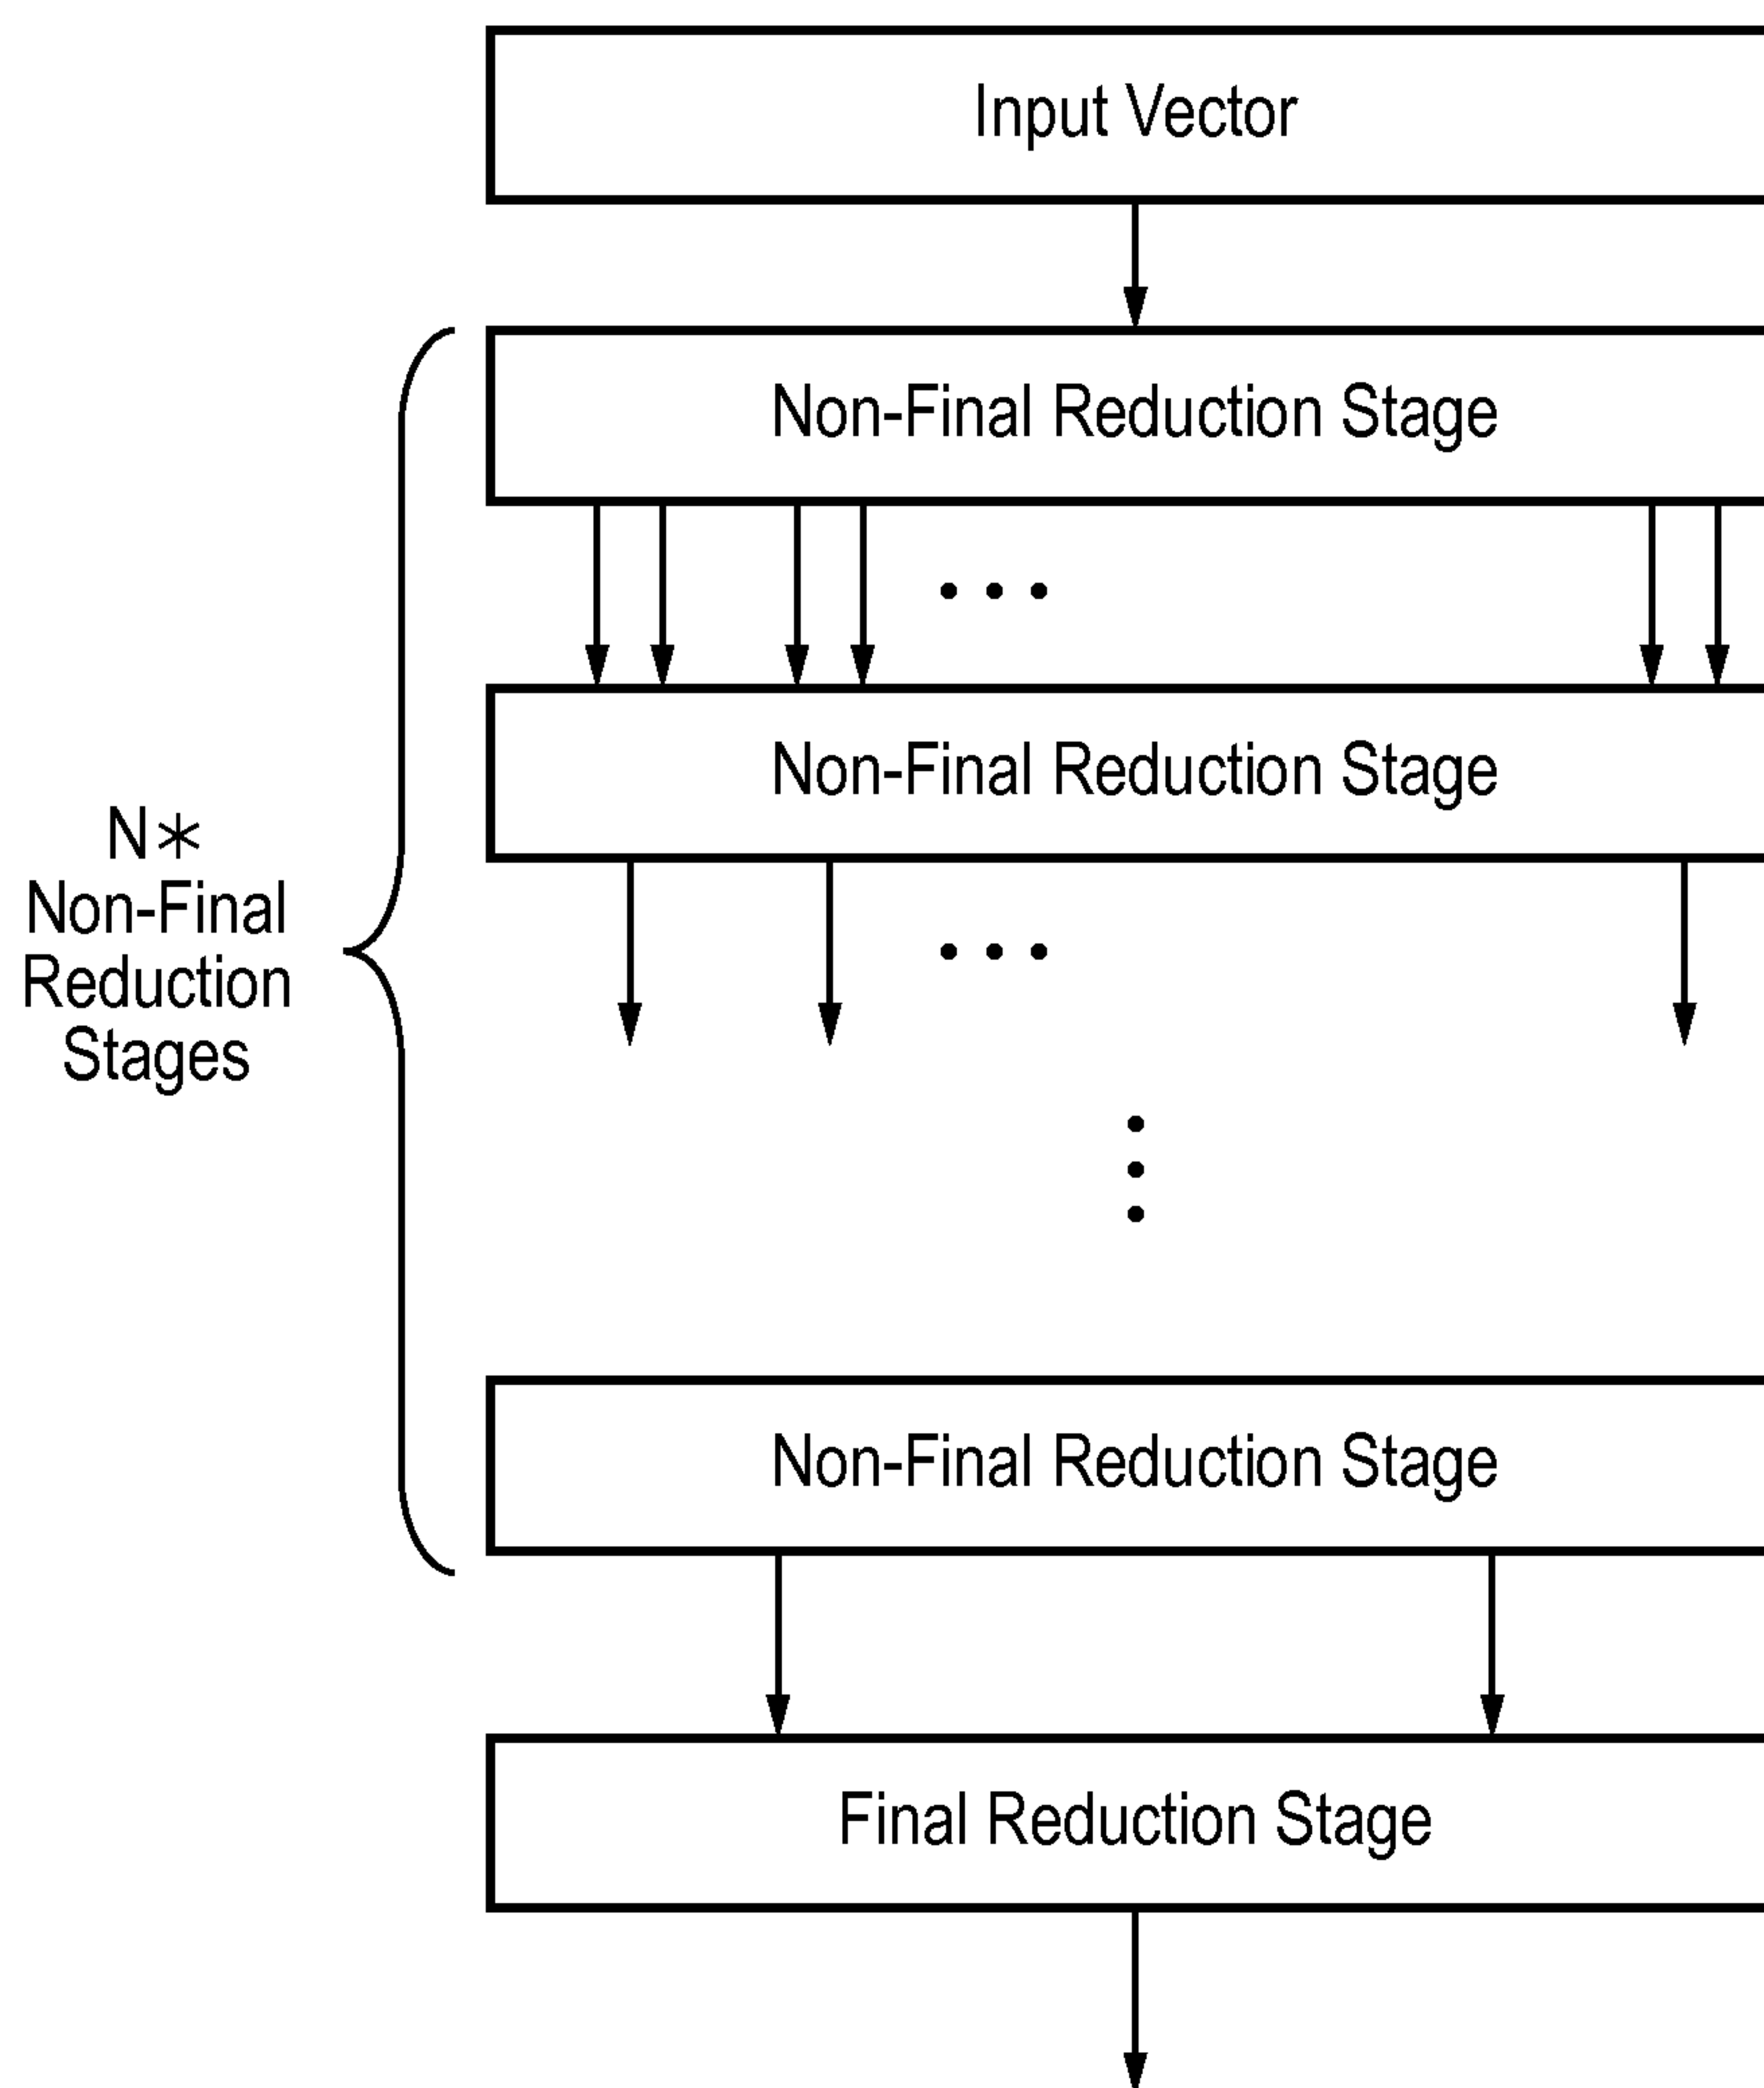 Input Vector
Non-Final Reduction Stage
Non-Final Reduction Stage
N*
Non-Final
Reduction
Stages
Non-Final Reduction Stage
Final Reduction Stage